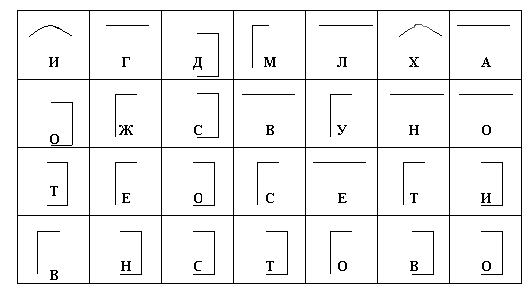 И Г Д М Л Х А
О Ж С В У Н О
Т Е О С Е Т И
В Н С Т О В О